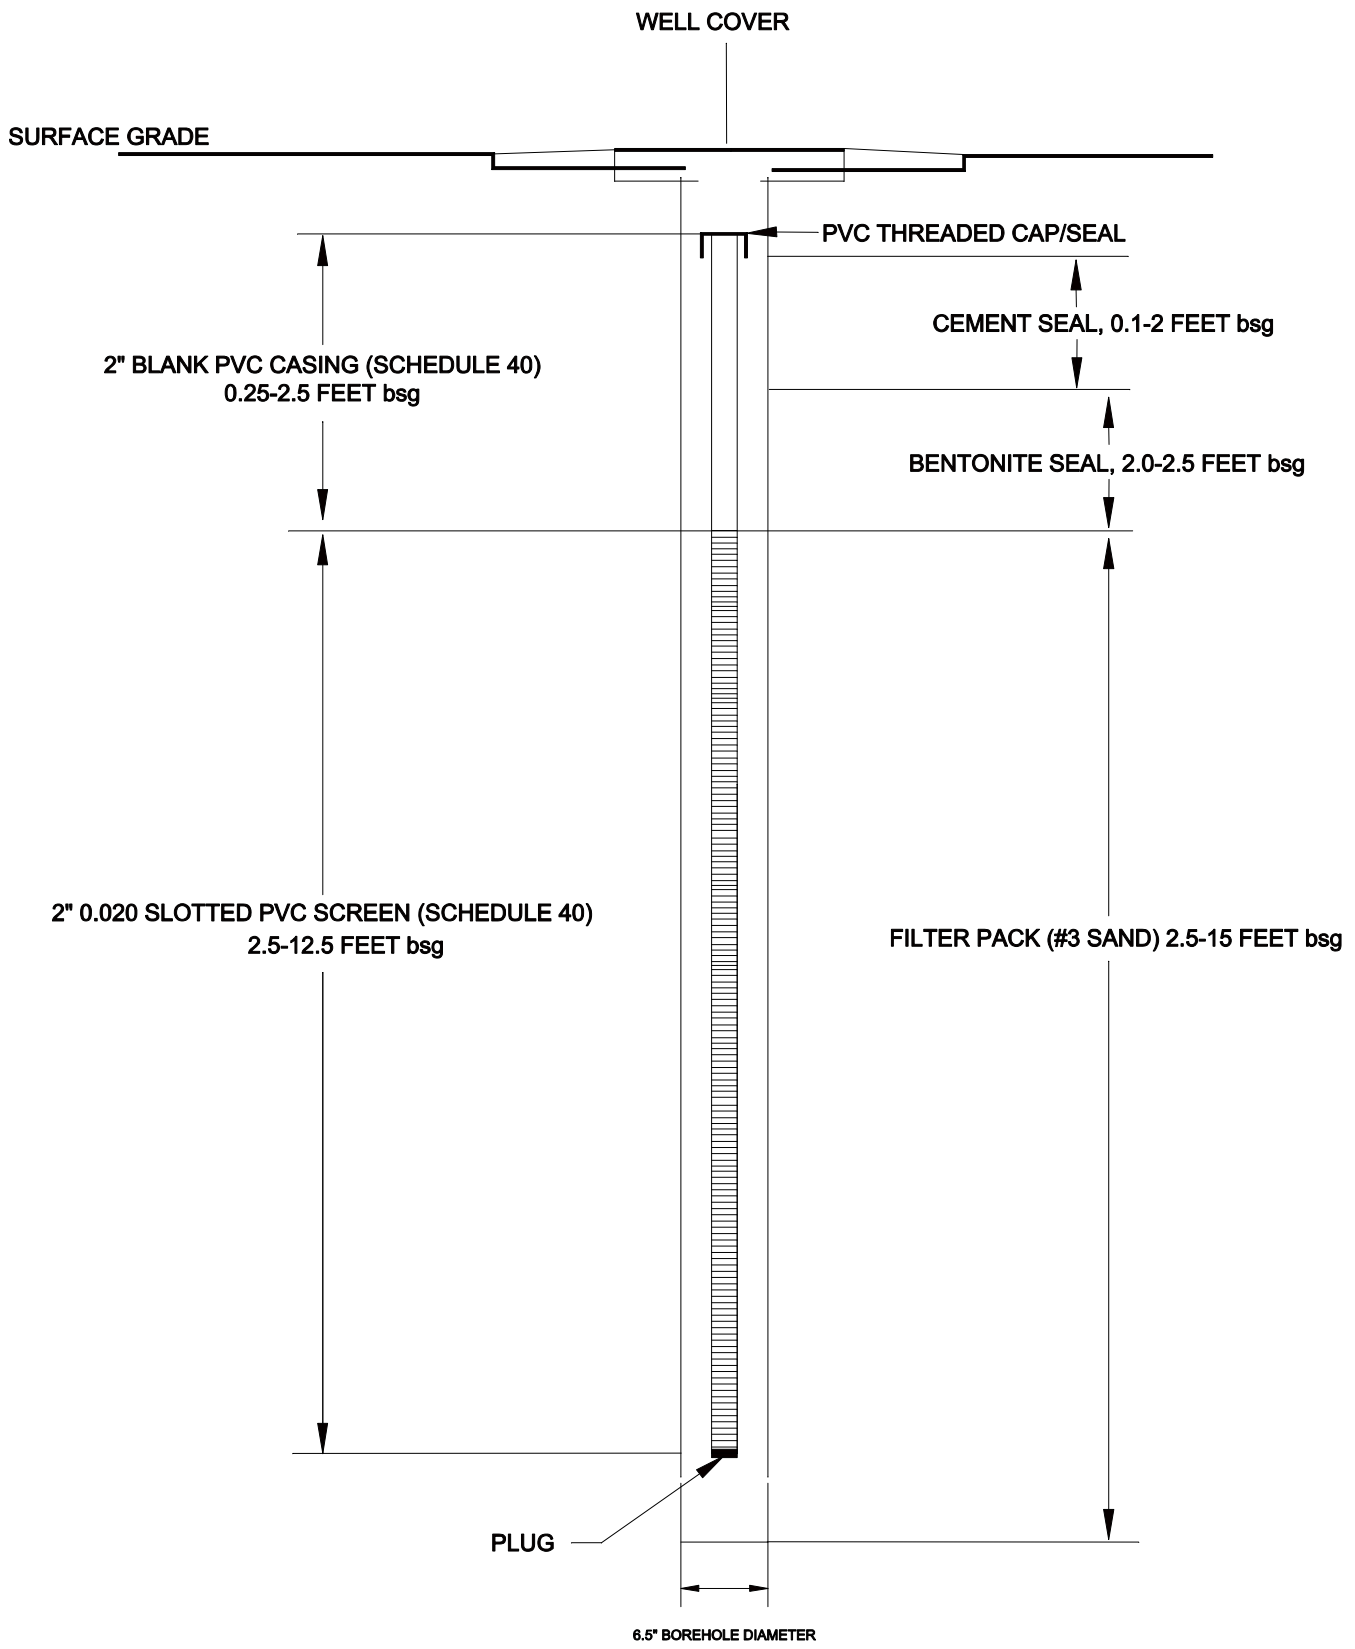 WELL COVER
SURFACE GRADE
PVC THREADED CAP/SEAL
CEMENT SEAL, 0.1-2 FEET bsg
2" BLANK PVC CASING (SCHEDULE 40)
0.25-2.5 FEET bsg
BENTONITE SEAL, 2.0-2.5 FEET bsg
2" 0.020 SLOTTED PVC SCREEN (SCHEDULE 40)
2.5-12.5 FEET bsg
FILTER PACK (#3 SAND) 2.5-15 FEET bsg
PLUG
6.5" BOREHOLE DIAMETER